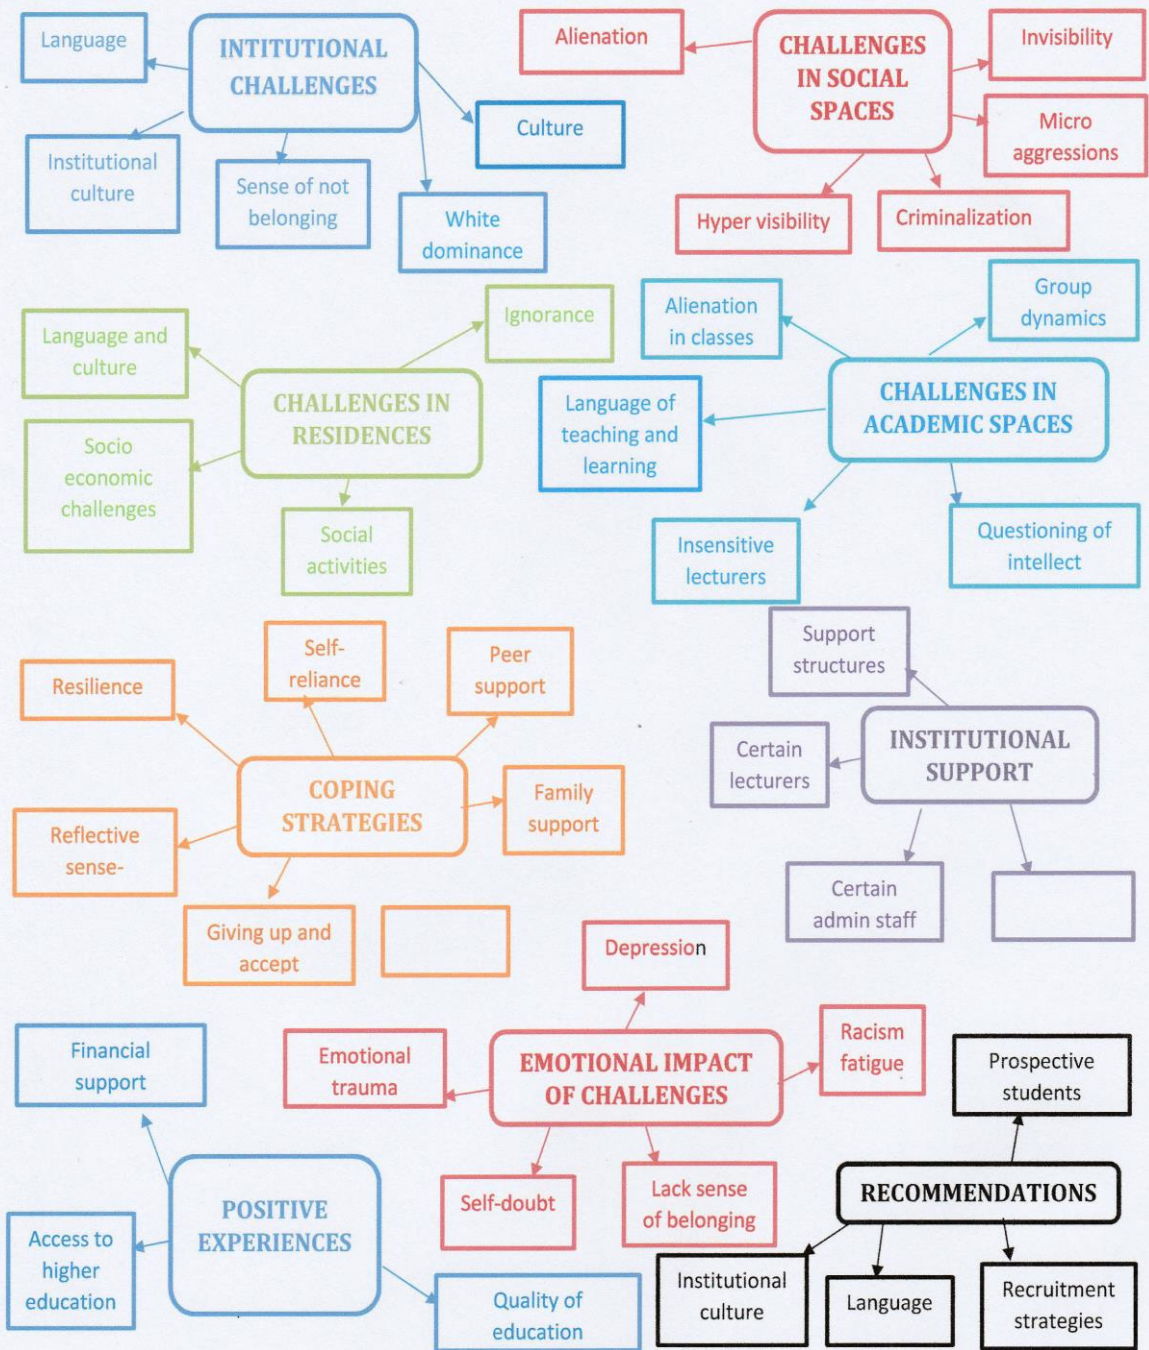 Language
INTITUTIONAL
CHALLENGES
Culture
Institutional
culture
Sense of not
belonging
White
dominance
Alienation
CHALLENGES
IN SOCIAL
SPACES
Invisibility
Micro
aggressions
Hyper visibility
Criminalization
Language and
culture
Ignorance
CHALLENGES IN
RESIDENCES
Socio
economic
challenges
Social
activities
Alienation
in classes
Group
dynamics
CHALLENGES IN
ACADEMIC SPACES
Language of
teaching and
learning
Insensitive
lecturers
Questioning of
intellect
Resilience
Self-
reliance
Peer
support
COPING
STRATEGIES
Family
support
Reflective
sense-
Giving up and
accept
Support
structures
INSTITUTIONAL
SUPPORT
Certain
lecturers
Certain
admin staff
Depression
Emotional
trauma
EMOTIONAL IMPACT
OF CHALLENGES
Racism
fatigue
Self-doubt
Lack sense
of belonging
Financial
support
POSITIVE
EXPERIENCES
Access to
higher
education
Quality of
education
Prospective
students
RECOMMENDATIONS
Institutional
culture
Language
Recruitment
strategies